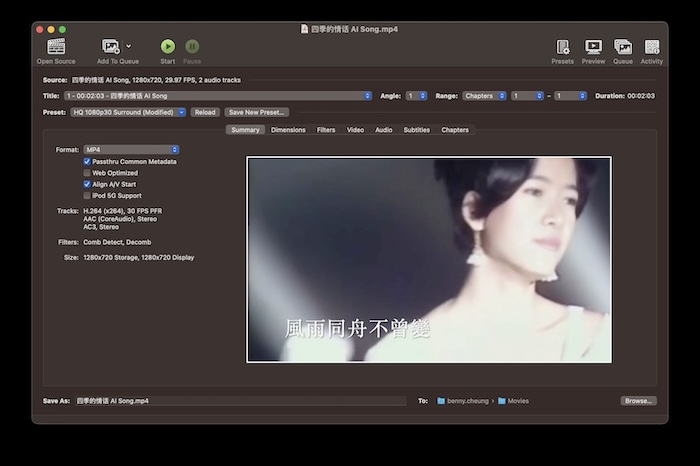 四季的情话 AI Song.mp4
Open Source
Add To Queue
Start
Pause
Presets
Preview
Queue
Activity
Source: 四季的情话 AI Song, 1280x720, 29.97 FPS, 2 audio tracks
Title: 1 - 00:02:03 - 四季的情话 AI Song
Angle: 1
Range: Chapters 1 – 1
Duration: 00:02:03
Preset: HQ 1080p30 Surround (Modified)
Reload
Save New Preset...
Summary
Dimensions
Filters
Video
Audio
Subtitles
Chapters
Format: MP4
Passthru Common Metadata
Web Optimized
Align A/V Start
iPod 5G Support
Tracks: H.264 (x264), 30 FPS PFR
AAC (CoreAudio), Stereo
AC3, Stereo
Filters: Comb Detect, Decomb
Size: 1280x720 Storage, 1280x720 Display
風雨同舟不曾變
Save As: 四季的情话 AI Song.mp4
To: benny.cheung › Movies
Browse...